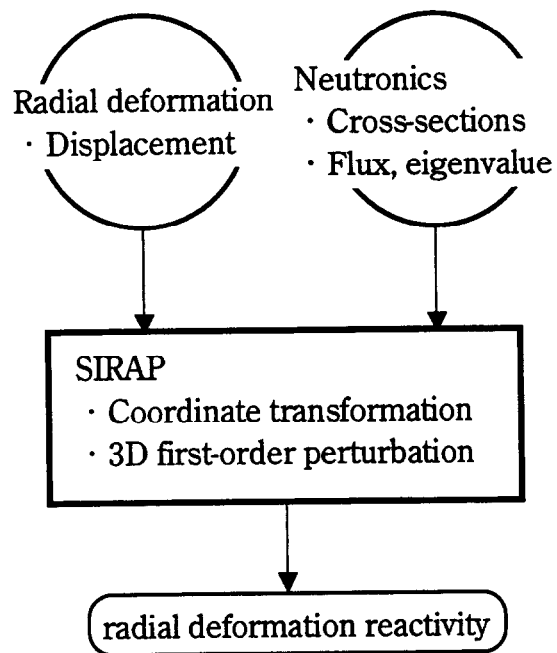 Radial deformation
· Displacement
Neutronics
· Cross-sections
· Flux, eigenvalue
SIRAP
· Coordinate transformation
· 3D first-order perturbation
radial deformation reactivity